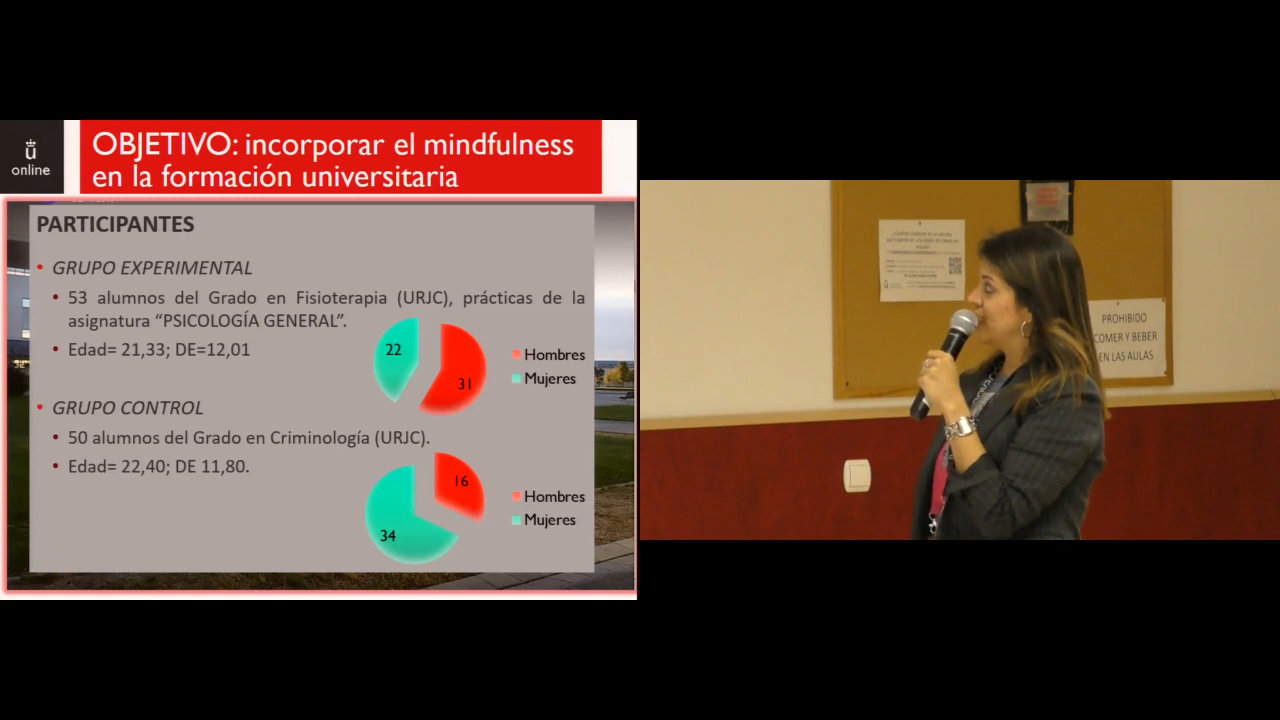 ü
online
OBJETIVO: incorporar el mindfulness
en la formación universitaria
PARTICIPANTES
• GRUPO EXPERIMENTAL
• 53 alumnos del Grado en Fisioterapia (URJC), prácticas de la
asignatura “PSICOLOGÍA GENERAL”.
• Edad= 21,33; DE=12,01
22
31
Hombres
Mujeres
• GRUPO CONTROL
• 50 alumnos del Grado en Criminología (URJC).
• Edad= 22,40; DE 11,80.
16
34
Hombres
Mujeres
PROHIBIDO
COMER Y BEBER
EN LAS AULAS